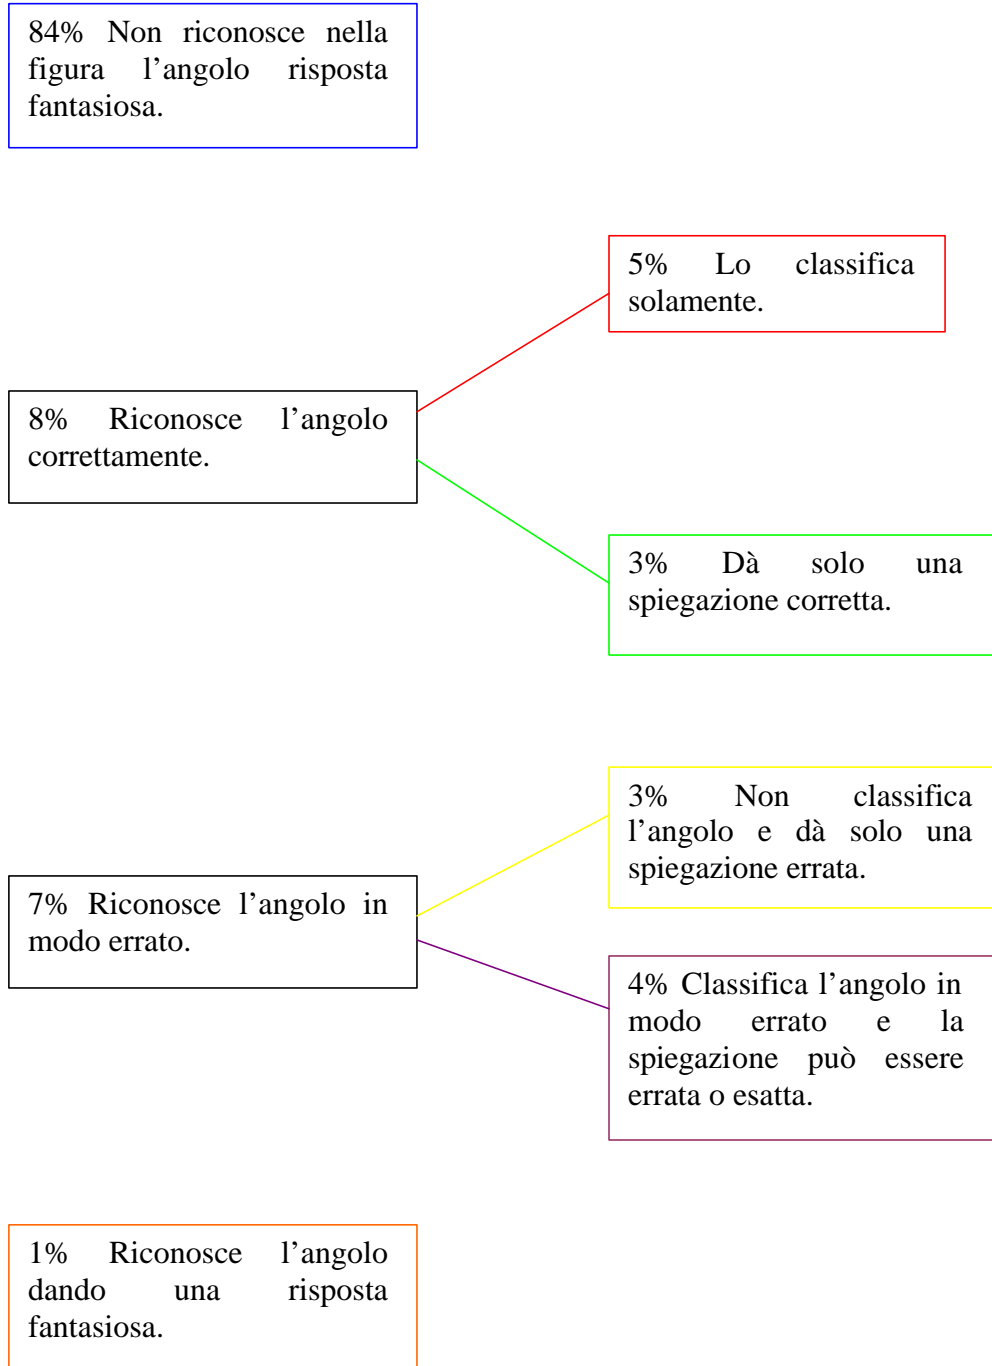 84% Non riconosce nella
figura l’angolo risposta
fantasiosa.
5% Lo classifica
solamente.
8% Riconosce l’angolo
correttamente.
3% Dà solo una
spiegazione corretta.
3% Non classifica
l’angolo e dà solo una
spiegazione errata.
7% Riconosce l’angolo in
modo errato.
4% Classifica l’angolo in
modo errato e la
spiegazione può essere
errata o esatta.
1% Riconosce l’angolo
dando una risposta
fantasiosa.